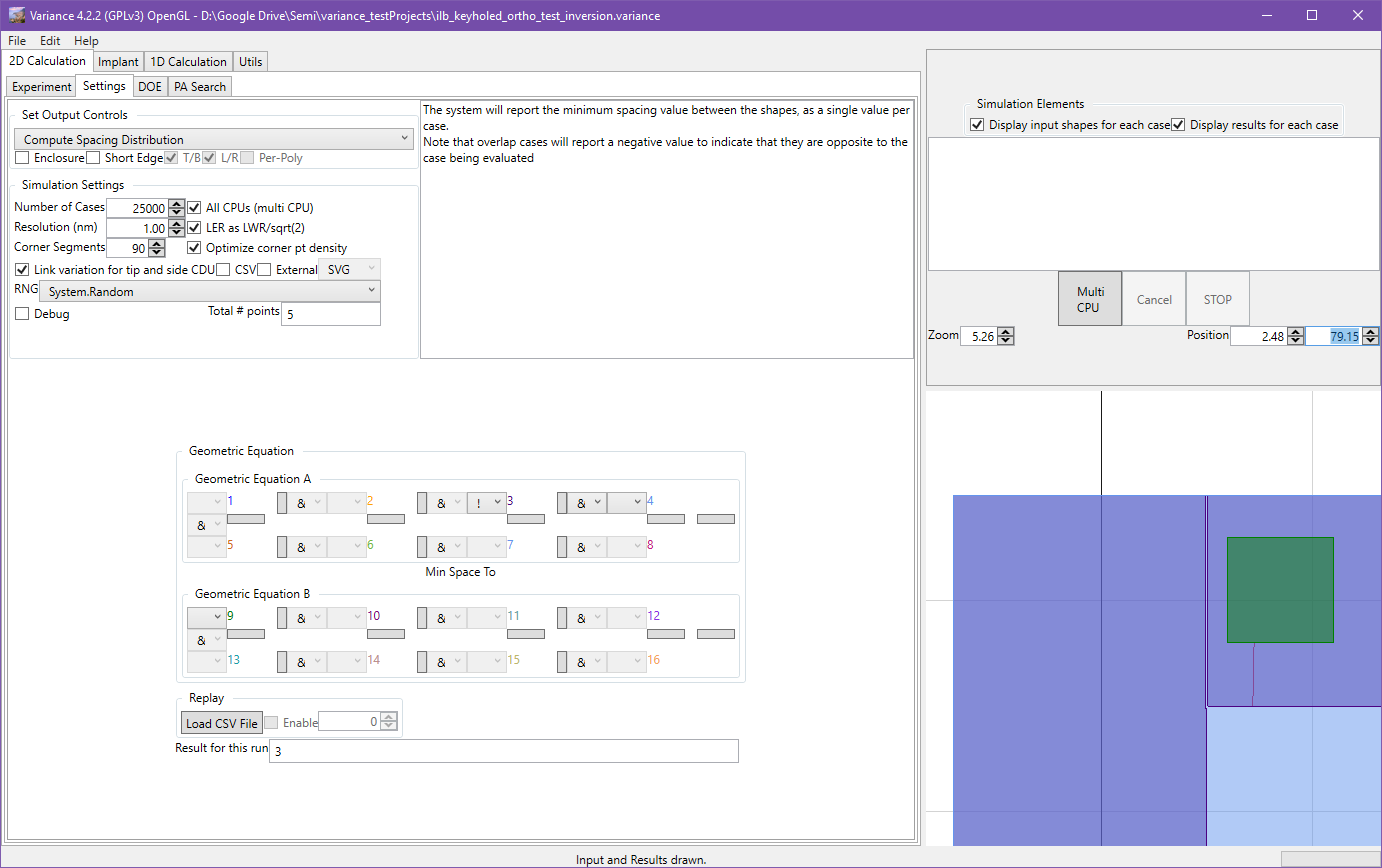 Variance 4.2.2 (GPLv3) OpenGL - D:\Google Drive\Semi\variance_testProjects\ilb_keyholed_ortho_test_inversion.variance
File Edit Help
2D Calculation Implant 1D Calculation Utils
Experiment Settings DOE PA Search
Set Output Controls
Compute Spacing Distribution
Enclosure Short Edge T/B L/R Per-Poly
The system will report the minimum spacing value between the shapes, as a single value per
case.
Note that overlap cases will report a negative value to indicate that they are opposite to the
case being evaluated
Simulation Settings
Number of Cases 25000 All CPUs (multi CPU)
Resolution (nm) 1.00 LER as LWR/sqrt(2)
Corner Segments 90 Optimize corner pt density
Link variation for tip and side CDU CSV External SVG
RNG System.Random
Debug Total # points 5
Simulation Elements
Display input shapes for each case Display results for each case
Multi
CPU
Cancel STOP
Zoom 5.26 Position 2.48 79.15
Geometric Equation
Geometric Equation A
1 & 2 & ! 3 & 4
&
5 & 6 & 7 & 8
Min Space To
Geometric Equation B
9 & 10 & 11 & 12
&
13 & 14 & 15 & 16
Replay
Load CSV File Enable 0
Result for this run 3
Input and Results drawn.